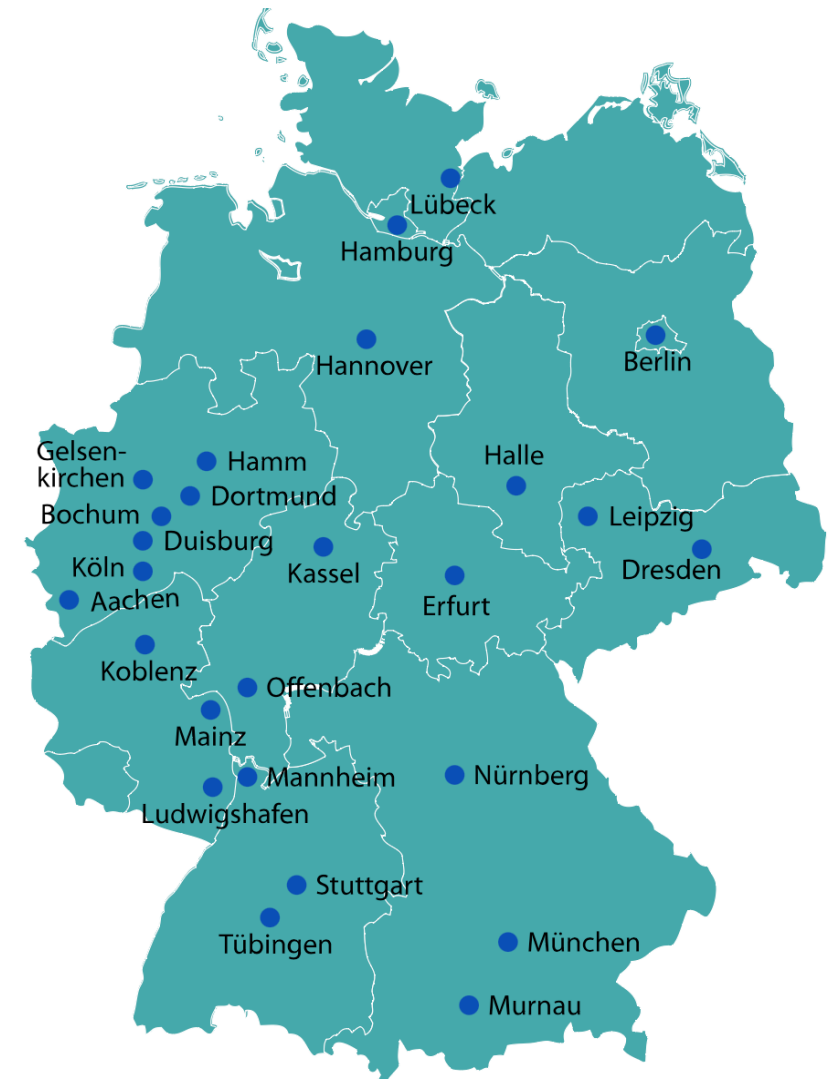 Lübeck
Hamburg
Hannover
Berlin
Gelsen-
kirchen
Hamm
Halle
Dortmund
Bochum
Leipzig
Duisburg
Köln
Kassel
Dresden
Aachen
Erfurt
Koblenz
Offenbach
Mainz
Mannheim
Nürnberg
Ludwigshafen
Stuttgart
Tübingen
München
Murnau